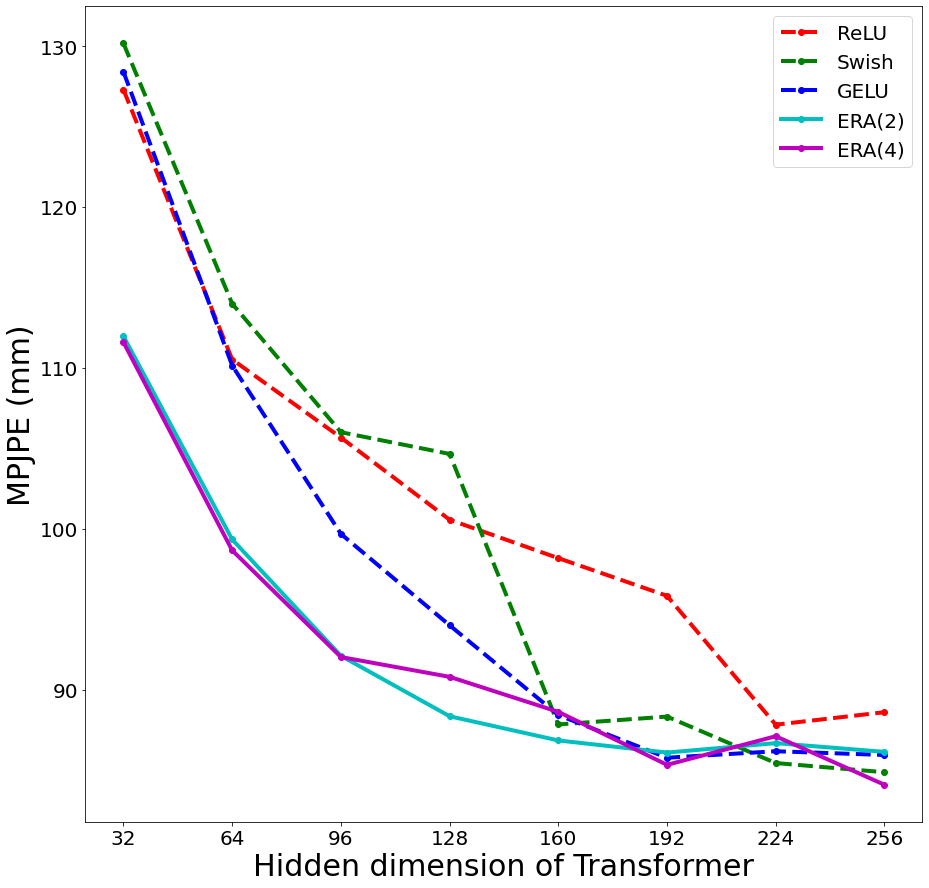 MPJPE (mm)
130
120
110
100
90
ReLU
Swish
GELU
ERA(2)
ERA(4)
32 64 96 128 160 192 224 256
Hidden dimension of Transformer